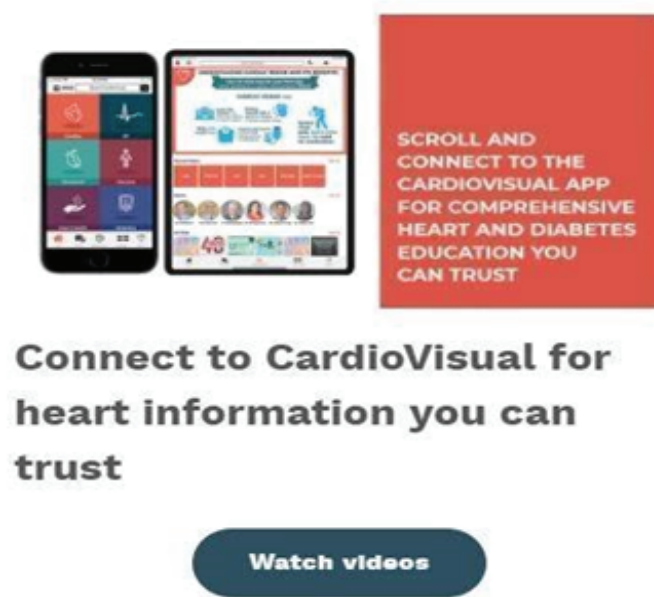 SCROLL AND
CONNECT TO THE
CARDIOVISUAL APP
FOR COMPREHENSIVE
HEART AND DIABETES
EDUCATION YOU
CAN TRUST
Connect to CardioVisual for
heart information you can
trust
Watch videos